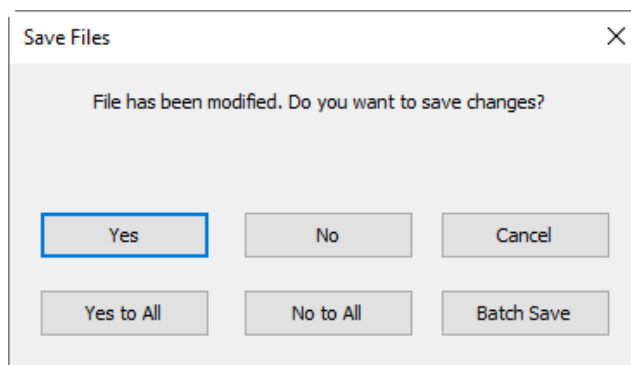 Save Files
File has been modified. Do you want to save changes?
Yes
No
Cancel
Yes to All
No to All
Batch Save